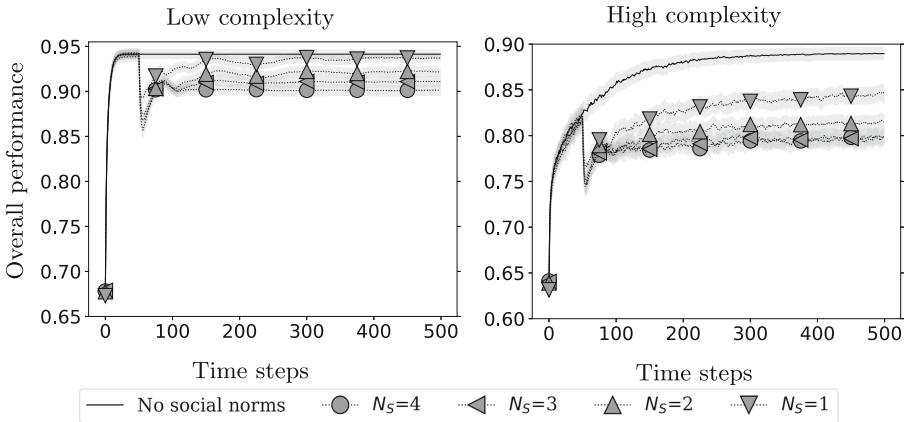 Low complexity
High complexity
Overall performance
0.95
0.90
0.85
0.80
0.75
0.70
0.65
0 100 200 300 400 500
Time steps
0.90
0.85
0.80
0.75
0.70
0.65
0.60
0 100 200 300 400 500
Time steps
No social norms N_S=4 N_S=3 N_S=2 N_S=1